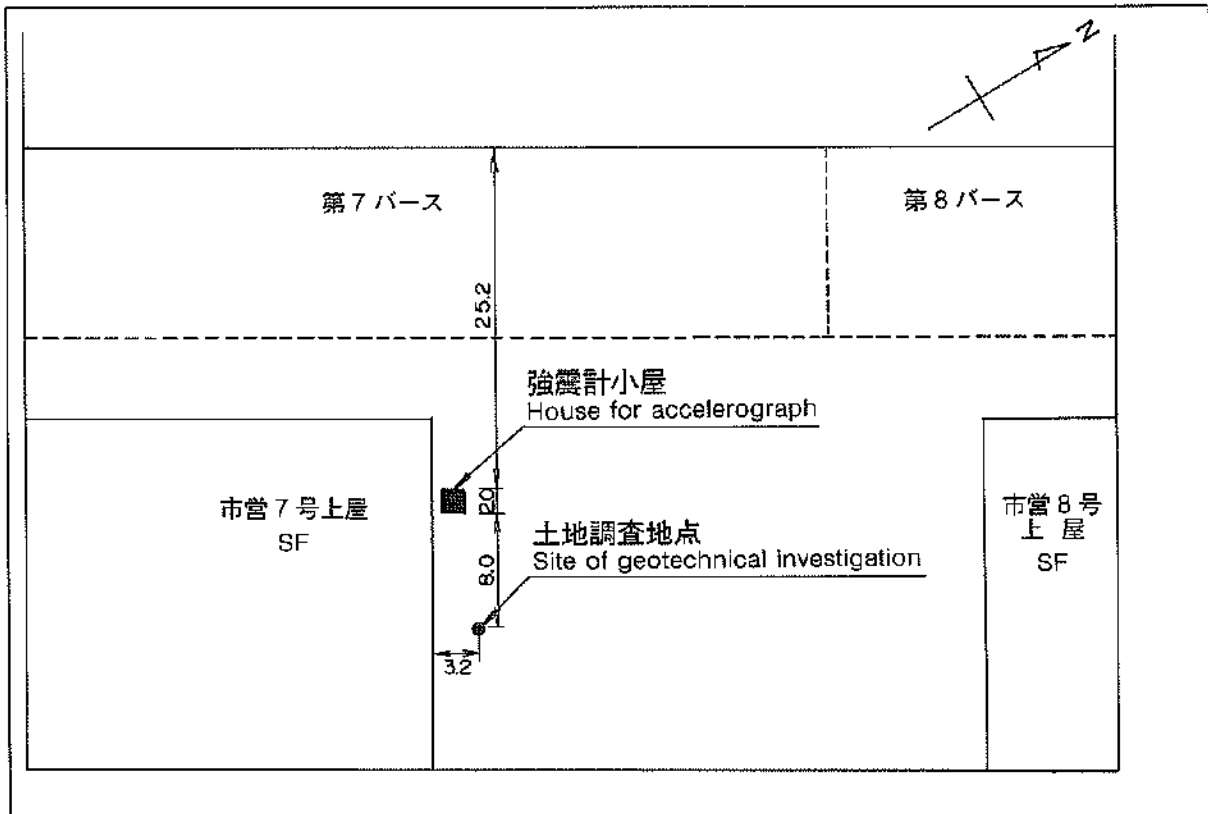 N
第7バース
第8バース
25.2
強震計小屋
House for accelerograph
市営7号上屋
SF
2.0
市営8号
上 屋
SF
土地調査地点
Site of geotechnical investigation
8.0
3.2